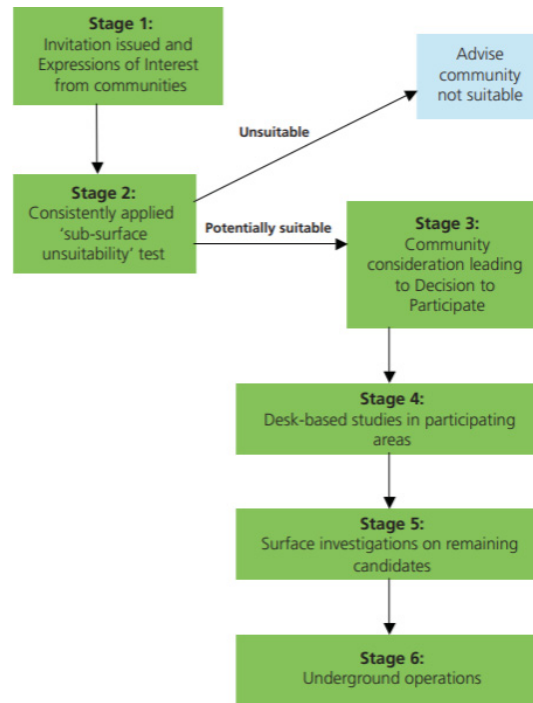 Stage 1:
Invitation issued and
Expressions of Interest
from communities
Advise
community
not suitable
Unsuitable
Stage 2:
Consistently applied
‘sub-surface
unsuitability’ test
Potentially suitable
Stage 3:
Community
consideration leading
to Decision to
Participate
Stage 4:
Desk-based studies in participating
areas
Stage 5:
Surface investigations on remaining
candidates
Stage 6:
Underground operations